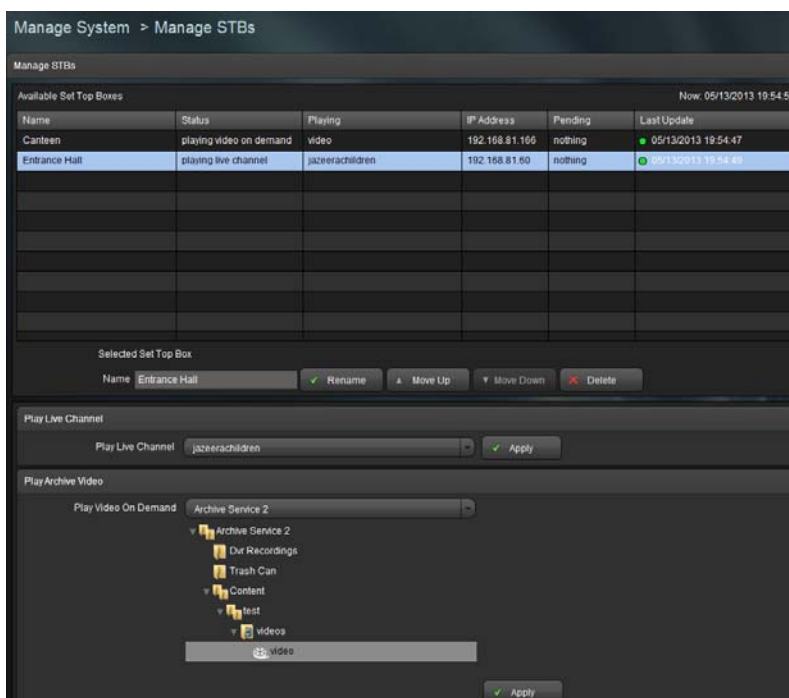 Manage System > Manage STBs
Manage STBs
Available Set Top Boxes Now: 05/13/2013 19:54:5
Name Status Playing IP Address Pending Last Update
Canteen playing video on demand video 192.168.81.166 nothing 05/13/2013 19:54:47
Entrance Hall playing live channel jazeerachildren 192.168.81.60 nothing 05/13/2013 19:54:49
Selected Set Top Box
Name Entrance Hall Rename Move Up Move Down Delete
Play Live Channel
Play Live Channel jazeerachildren Apply
Play Archive Video
Play Video On Demand Archive Service 2
Archive Service 2
Dvr Recordings
Trash Can
Content
test
videos
video
Apply